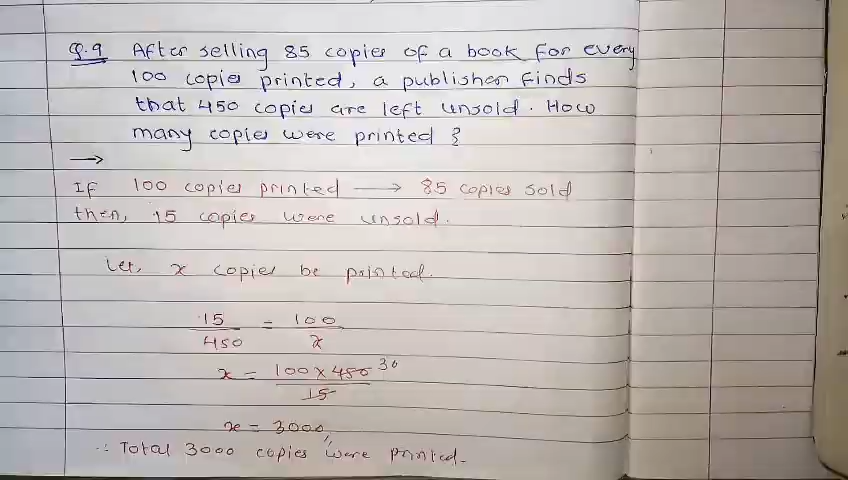 Q.9 After selling 85 copies of a book for every
100 copies printed, a publisher finds
that 450 copies are left unsold. How
many copies were printed?
→
If 100 copies printed → 85 copies sold
then, 15 copies were unsold.
Let, x copies be printed.
15/450 = 100/x
x = 100 × 450 30 / 15
x = 3000,,
∴ Total 3000 copies were printed.